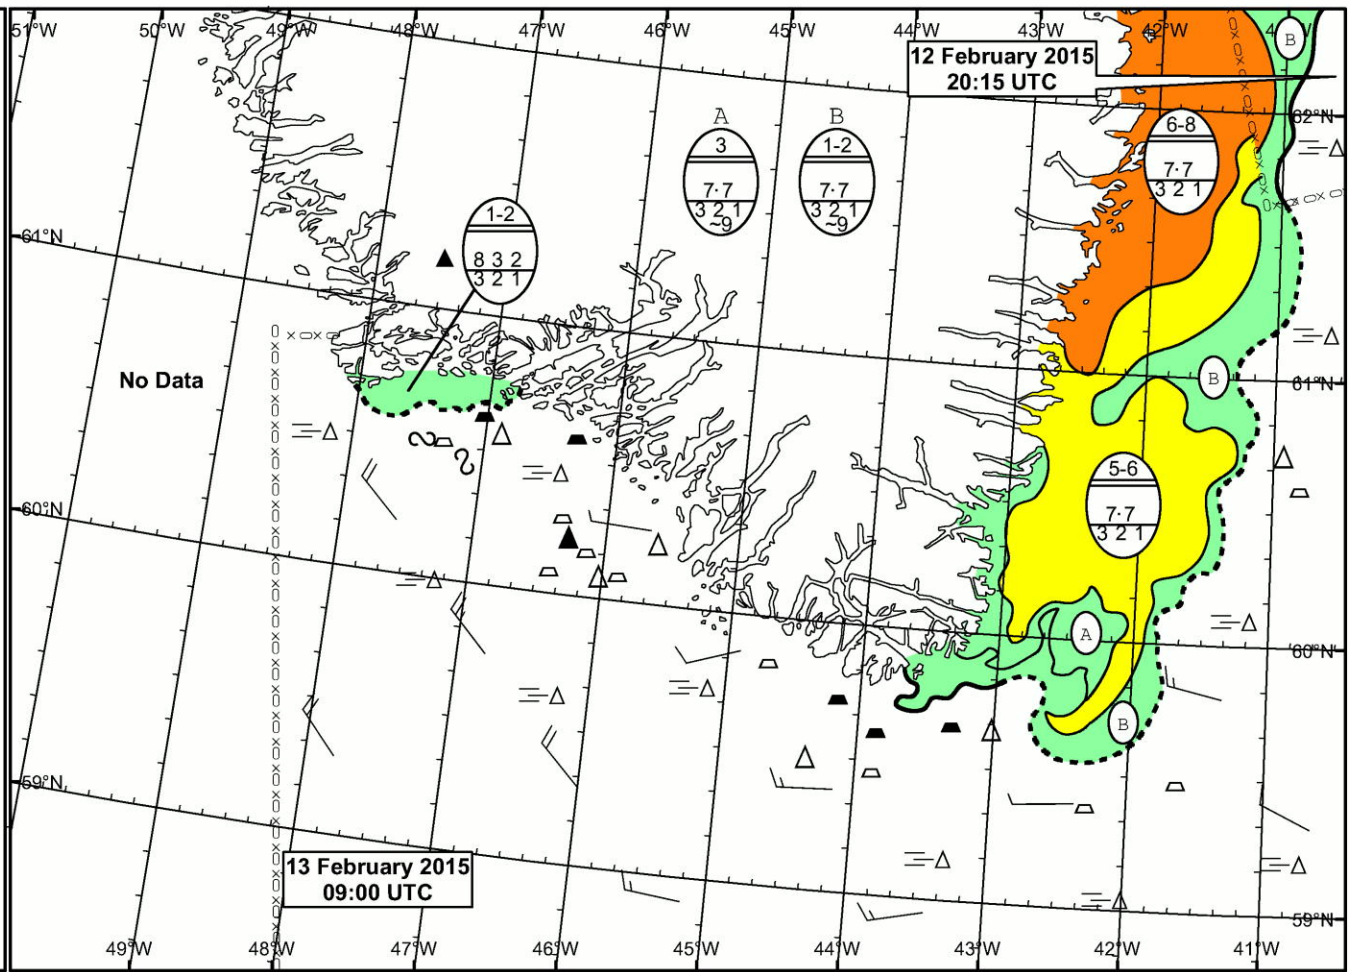 51°W 50°W 49°W 48°W 47°W 46°W 45°W 44°W 43°W 42°W
B
12 February 2015
20:15 UTC
62°N
A B
3 1-2 6-8
7·7 7·7 7·7
3 2 1 3 2 1 3 2 1
~9 ~9
1-2
8 3 2
3 2 1
61°N
No Data
B
61°N
5-6
7·7
3 2 1
60°N
A
60°N
B
59°N
13 February 2015
09:00 UTC
59°N
49°W 48°W 47°W 46°W 45°W 44°W 43°W 42°W 41°W